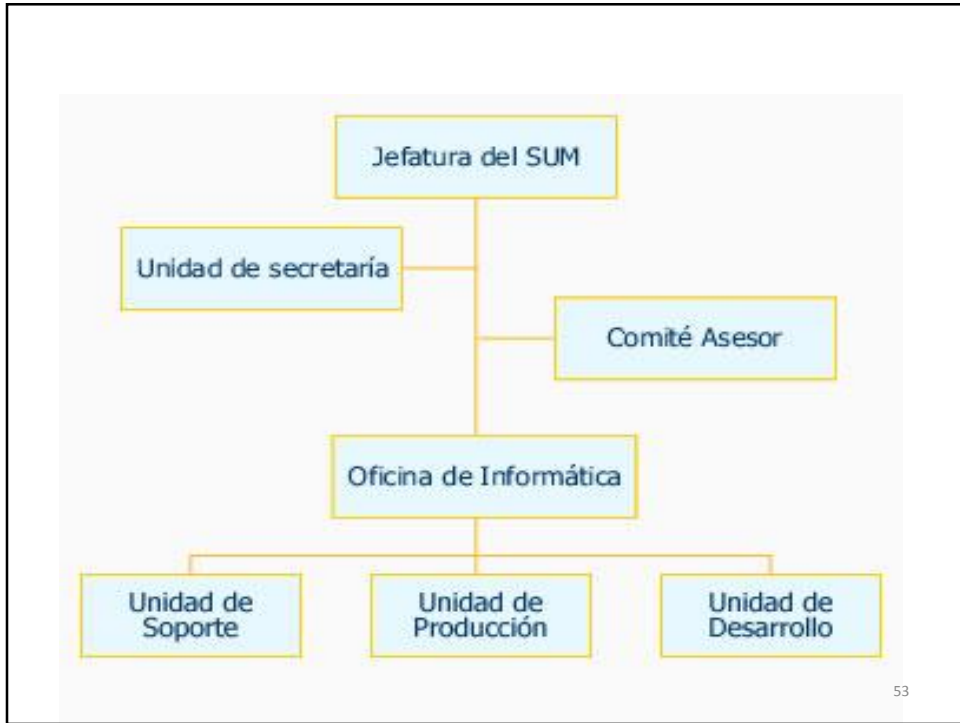 Jefatura del SUM
Unidad de secretaría
Comité Asesor
Oficina de Informática
Unidad de
Soporte
Unidad de
Producción
Unidad de
Desarrollo
53